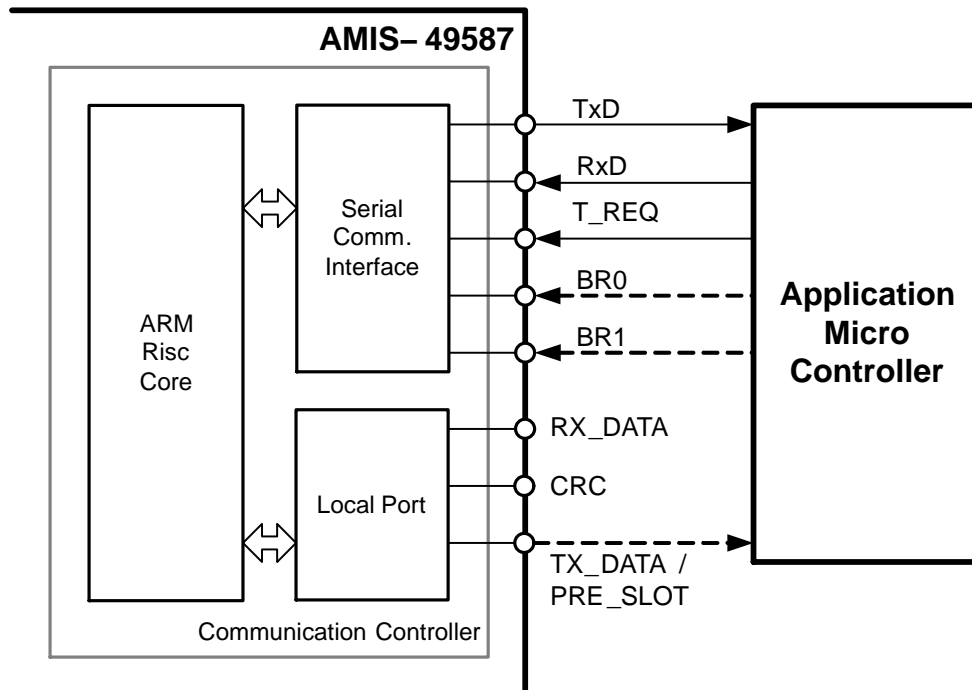 AMIS– 49587
TxD
RxD
T_REQ
BR0
BR1
Serial
Comm.
Interface
ARM
Risc
Core
Application
Micro
Controller
RX_DATA
CRC
Local Port
TX_DATA /
PRE_SLOT
Communication Controller